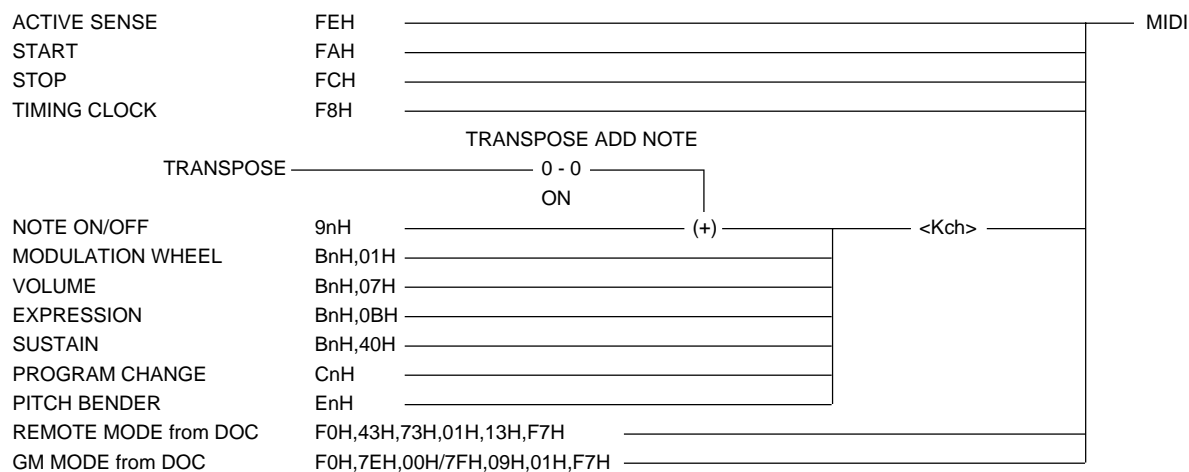 ACTIVE SENSE FEH MIDI
START FAH
STOP FCH
TIMING CLOCK F8H
TRANSPOSE ADD NOTE
TRANSPOSE 0 - 0
ON
NOTE ON/OFF 9nH (+) <Kch>
MODULATION WHEEL BnH,01H
VOLUME BnH,07H
EXPRESSION BnH,0BH
SUSTAIN BnH,40H
PROGRAM CHANGE CnH
PITCH BENDER EnH
REMOTE MODE from DOC F0H,43H,73H,01H,13H,F7H
GM MODE from DOC F0H,7EH,00H/7FH,09H,01H,F7H